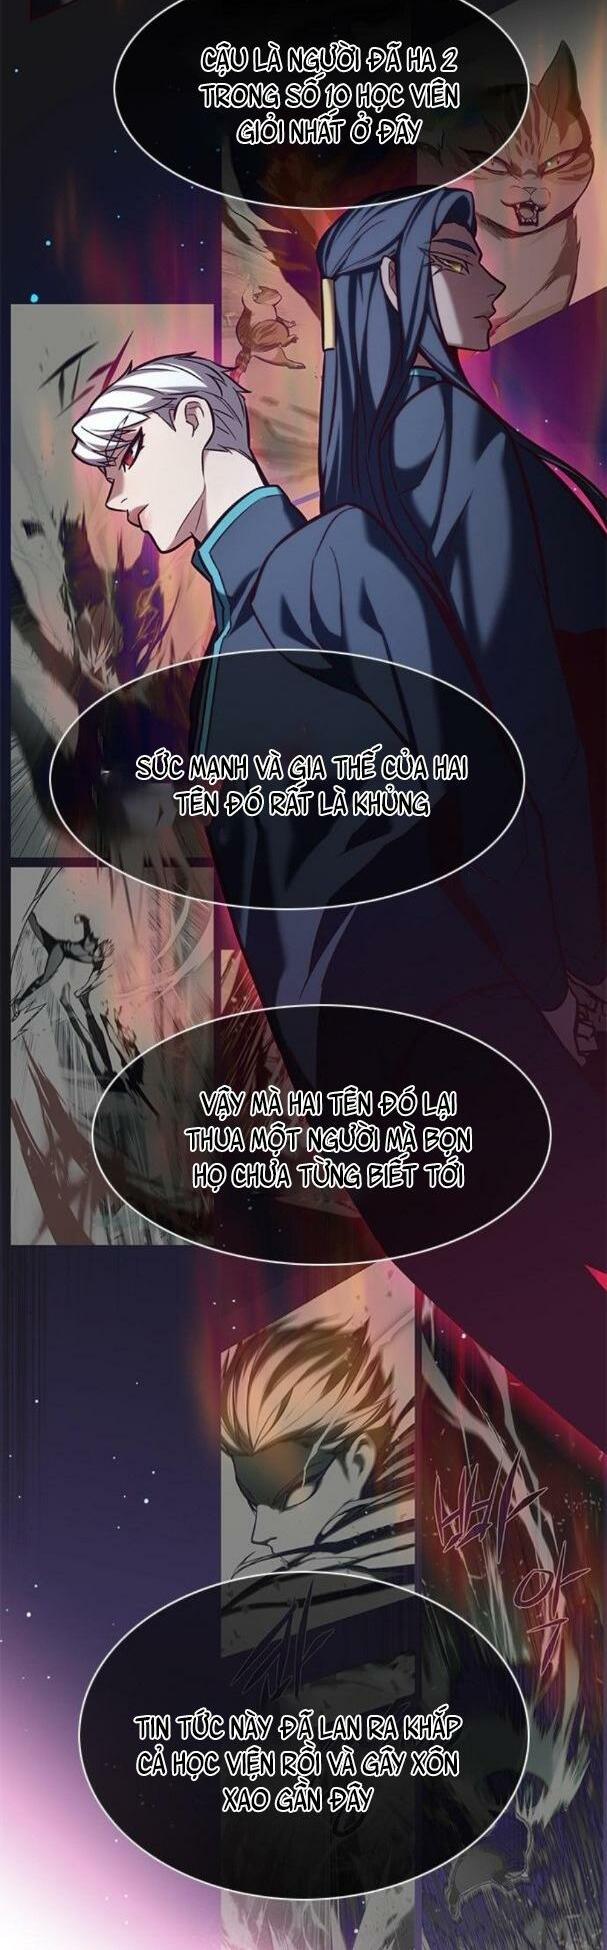 CẬU LÀ NGƯỜI ĐÃ HA 2
TRONG SỐ 10 HỌC VIÊN
GIỎI NHẤT Ở ĐÂY
SỨC MẠNH VÀ GIA THẾ CỦA HAI
TÊN ĐÓ RẤT LÀ KHỦNG
VẬY MÀ HAI TÊN ĐÓ LẠI
THUA MỘT NGƯỜI MÀ BỌN
HỌ CHƯA TỪNG BIẾT TỚI
빠
악
TIN TỨC NÀY ĐÃ LAN RA KHẮP
CẢ HỌC VIỆN RỒI VÀ GÂY XÔN
XAO GẦN ĐÂY